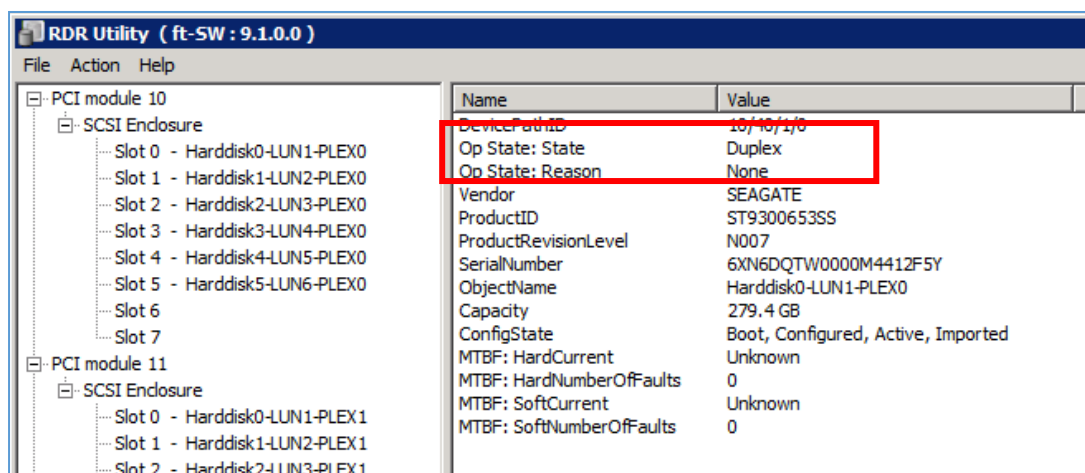 RDR Utility ( ft-SW : 9.1.0.0 )
File Action Help
PCI module 10
SCSI Enclosure
Slot 0 - Harddisk0-LUN1-PLEX0
Slot 1 - Harddisk1-LUN2-PLEX0
Slot 2 - Harddisk2-LUN3-PLEX0
Slot 3 - Harddisk3-LUN4-PLEX0
Slot 4 - Harddisk4-LUN5-PLEX0
Slot 5 - Harddisk5-LUN6-PLEX0
Slot 6
Slot 7
PCI module 11
SCSI Enclosure
Slot 0 - Harddisk0-LUN1-PLEX1
Slot 1 - Harddisk1-LUN2-PLEX1
Slot 2 - Harddisk2-LUN3-PLEX1
Name Value
DevicePathID
Op State: State Duplex
Op State: Reason None
Vendor SEAGATE
ProductID ST9300653SS
ProductRevisionLevel N007
SerialNumber 6XN6DQTW0000M4412F5Y
ObjectName Harddisk0-LUN1-PLEX0
Capacity 279.4 GB
ConfigState Boot, Configured, Active, Imported
MTBF: HardCurrent Unknown
MTBF: HardNumberOfFaults 0
MTBF: SoftCurrent Unknown
MTBF: SoftNumberOfFaults 0